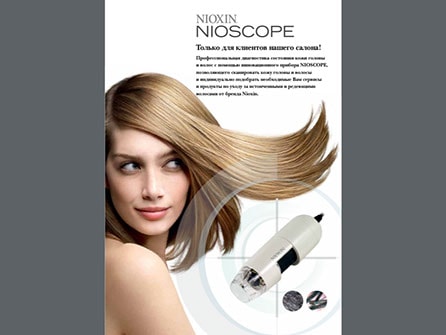 NIOXIN
NIOSCOPE
Только для клиентов нашего салона!
Профессиональная диагностика состояния кожи головы
и волос с помощью инновационного прибора NIOSCOPE,
позволяющего сканировать кожу головы и волосы
и индивидуально подобрать необходимые Вам сервисы
и продукты по уходу за истонченными и редеющими
волосами от бренда Nioxin.